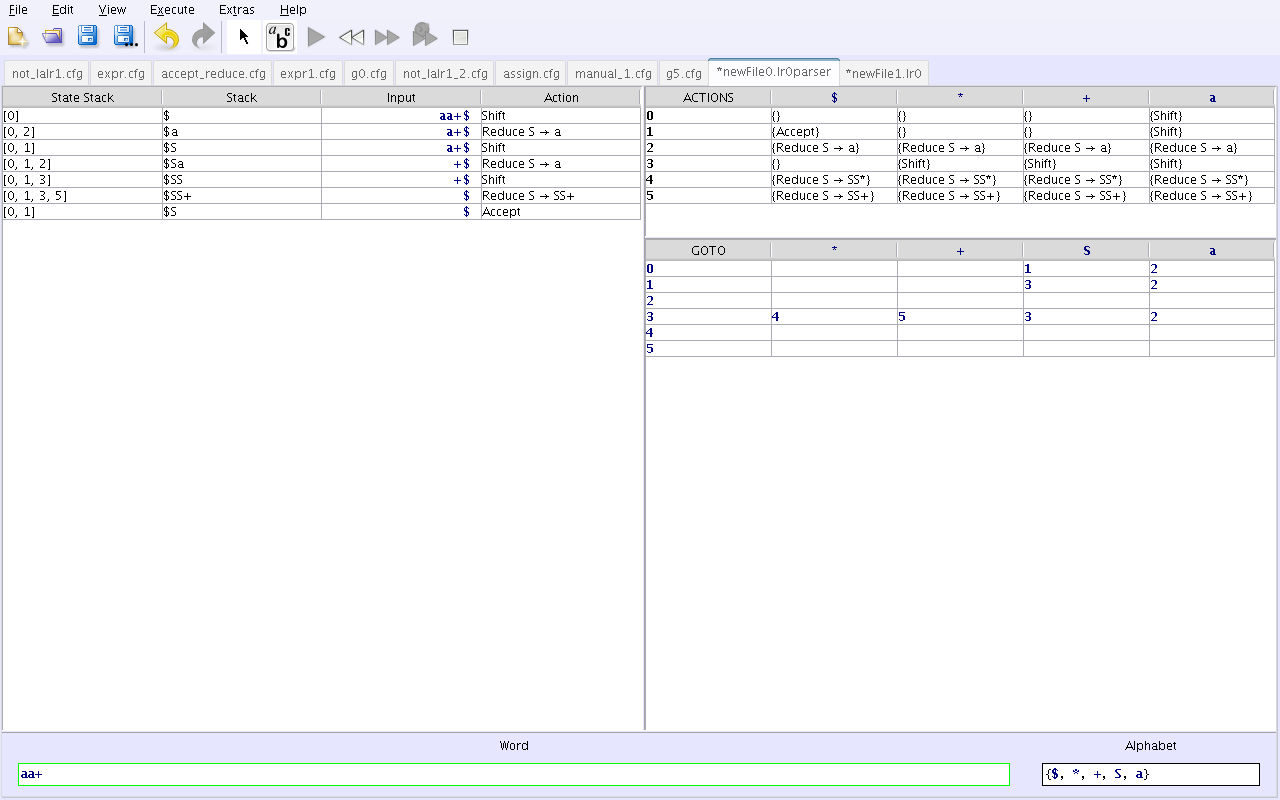 File Edit View Execute Extras Help
a b c
not_lalr1.cfg expr.cfg accept_reduce.cfg expr1.cfg g0.cfg not_lalr1_2.cfg assign.cfg manual_1.cfg g5.cfg *newFile0.lr0parser *newFile1.lr0
State Stack Stack Input Action
[0] $ aa+$ Shift
[0, 2] $a a+$ Reduce S → a
[0, 1] $S a+$ Shift
[0, 1, 2] $Sa +$ Reduce S → a
[0, 1, 3] $SS +$ Shift
[0, 1, 3, 5] $SS+ $ Reduce S → SS+
[0, 1] $S $ Accept
ACTIONS $ * + a
0 {} {} {} {Shift}
1 {Accept} {} {} {Shift}
2 {Reduce S → a} {Reduce S → a} {Reduce S → a} {Reduce S → a}
3 {} {Shift} {Shift} {Shift}
4 {Reduce S → SS*} {Reduce S → SS*} {Reduce S → SS*} {Reduce S → SS*}
5 {Reduce S → SS+} {Reduce S → SS+} {Reduce S → SS+} {Reduce S → SS+}
GOTO * + S a
0 1 2
1 3 2
2
3 4 5 3 2
4
5
Word Alphabet
aa+ {$, *, +, S, a}